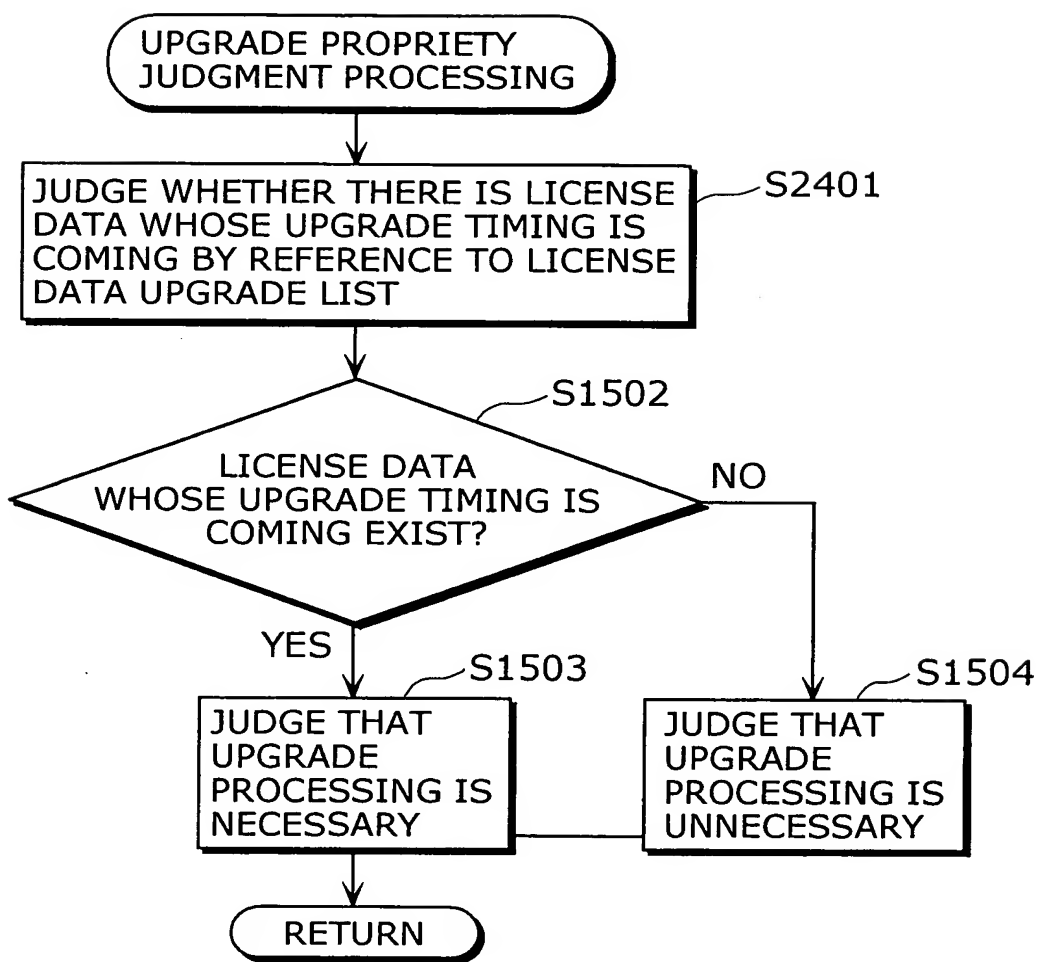 UPGRADE PROPRIETY
JUDGMENT PROCESSING
JUDGE WHETHER THERE IS LICENSE
DATA WHOSE UPGRADE TIMING IS
COMING BY REFERENCE TO LICENSE
DATA UPGRADE LIST
S2401
S1502
LICENSE DATA
WHOSE UPGRADE TIMING IS
COMING EXIST?
NO
YES
S1503
JUDGE THAT
UPGRADE
PROCESSING IS
NECESSARY
S1504
JUDGE THAT
UPGRADE
PROCESSING IS
UNNECESSARY
RETURN